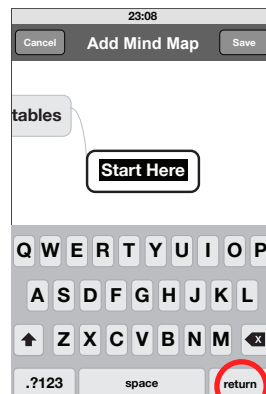 23:08
Cancel Add Mind Map Save
tables
Start Here
Q W E R T Y U I O P
A S D F G H J K L
Z X C V B N M X
.?123 space return